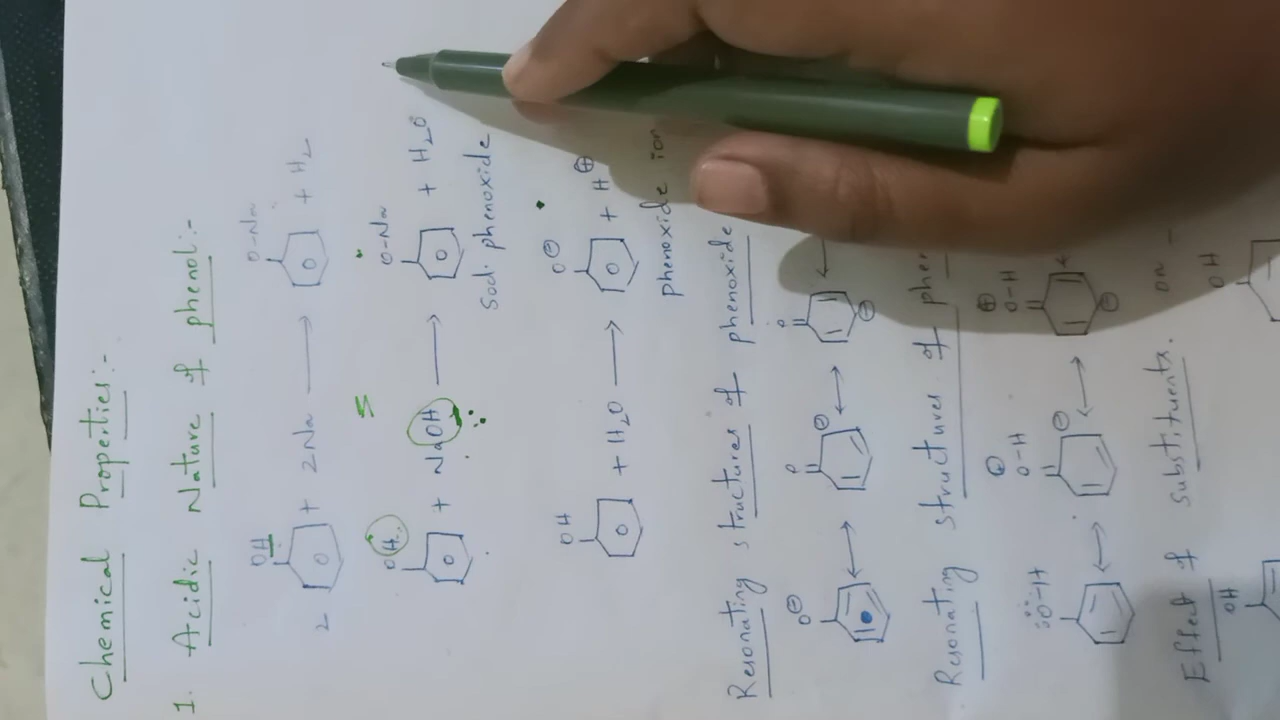 Chemical Properties:-
1. Acidic Nature of phenol:-
2 OH + 2Na ⟶ O-Na + H2
OH + NaOH ⟶ O-Na + H2O
Sod. phenoxide
OH + H2O ⟶ O⊖ + H⊕
phenoxide ion
Resonating structures of phenoxide
O⊖ ⟷ O ⊖ ⟷ O ⊖
Resonating structures of phen
:Ö-H ⟷ ⊕ O-H ⊖ ⟷ ⊕ O-H ⊖
Effect of substituents. on -
OH OH